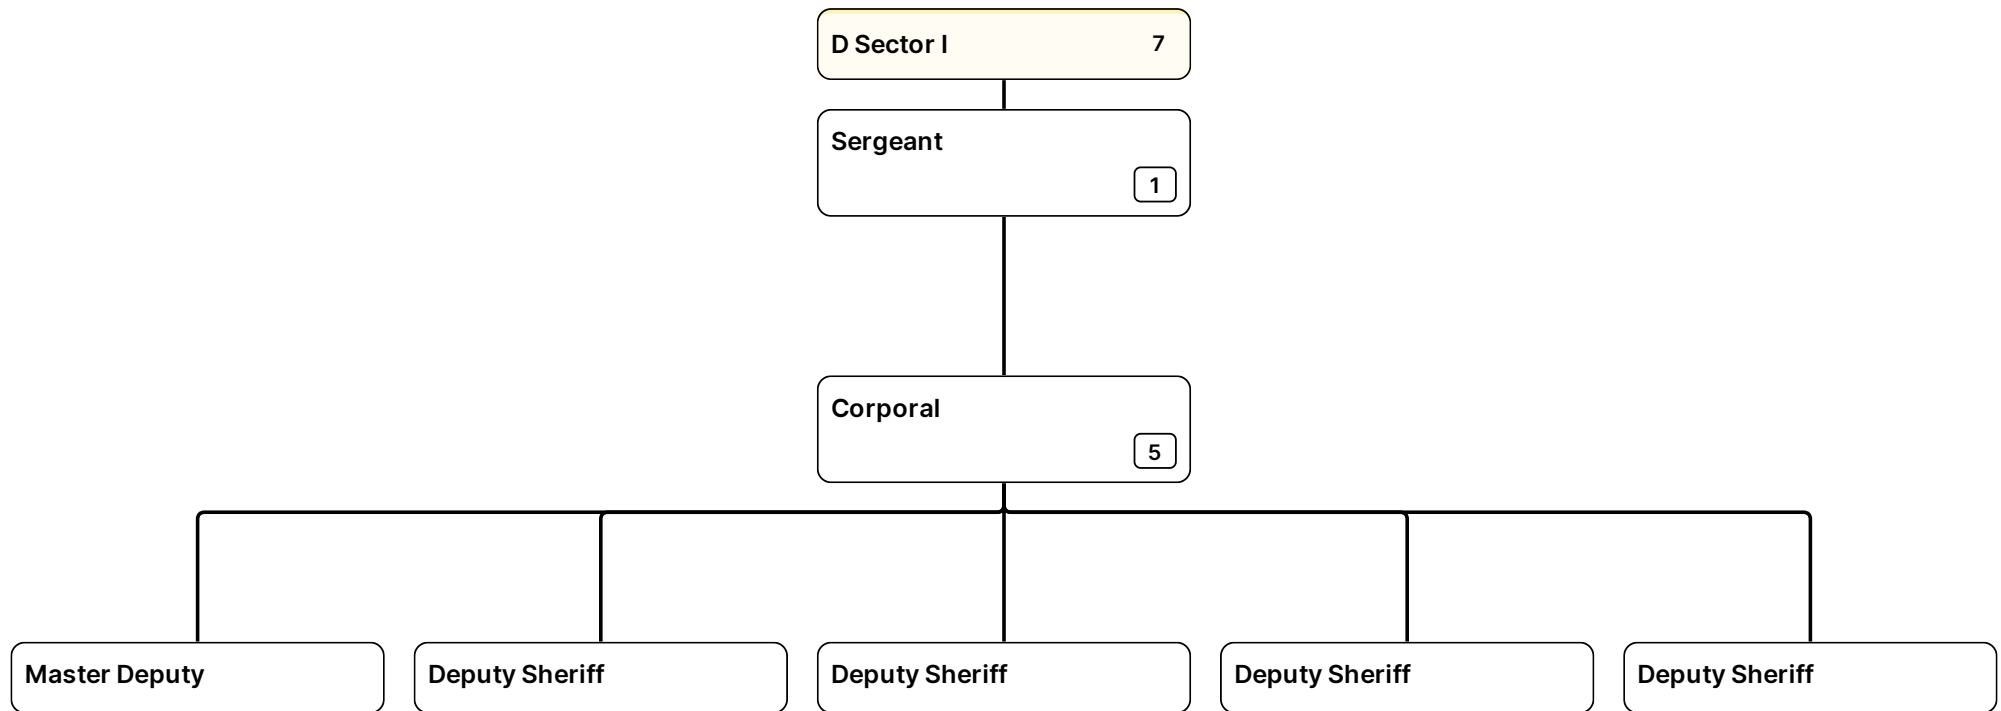 D Sector I 7
Sergeant
1
Corporal
5
Master Deputy
Deputy Sheriff
Deputy Sheriff
Deputy Sheriff
Deputy Sheriff